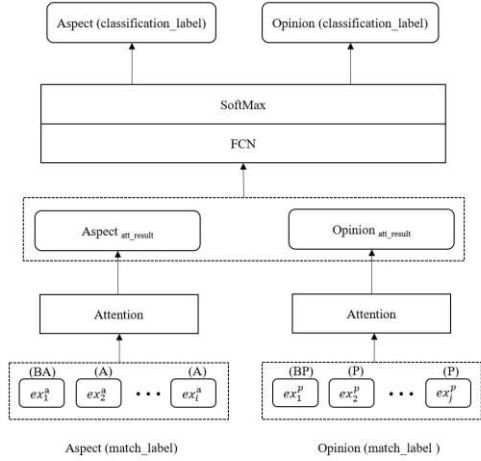 Aspect (classification_label) Opinion (classification_label)
SoftMax
FCN
Aspect att_result Opinion att_result
Attention Attention
(BA) (A) (A) (BP) (P) (P)
ex₁ᵃ ex₂ᵃ • • • exᵢᵃ ex₁ᵖ ex₂ᵖ • • • exⱼᵖ
Aspect (match_label) Opinion (match_label )